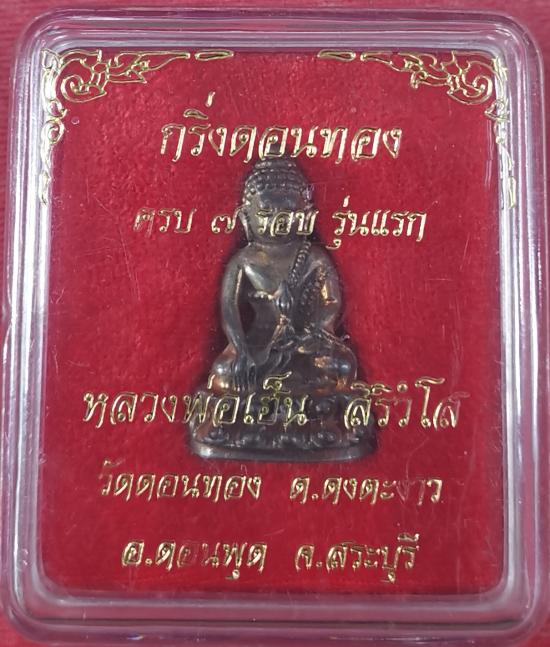 กริ่งดอนทอง
ครบ ๗ รอบ รุ่นแรก
หลวงพ่อเฮ็น สิริวํโส
วัดดอนทอง ต.ดงตะงาว
อ.ดอนพุด จ.สระบุรี